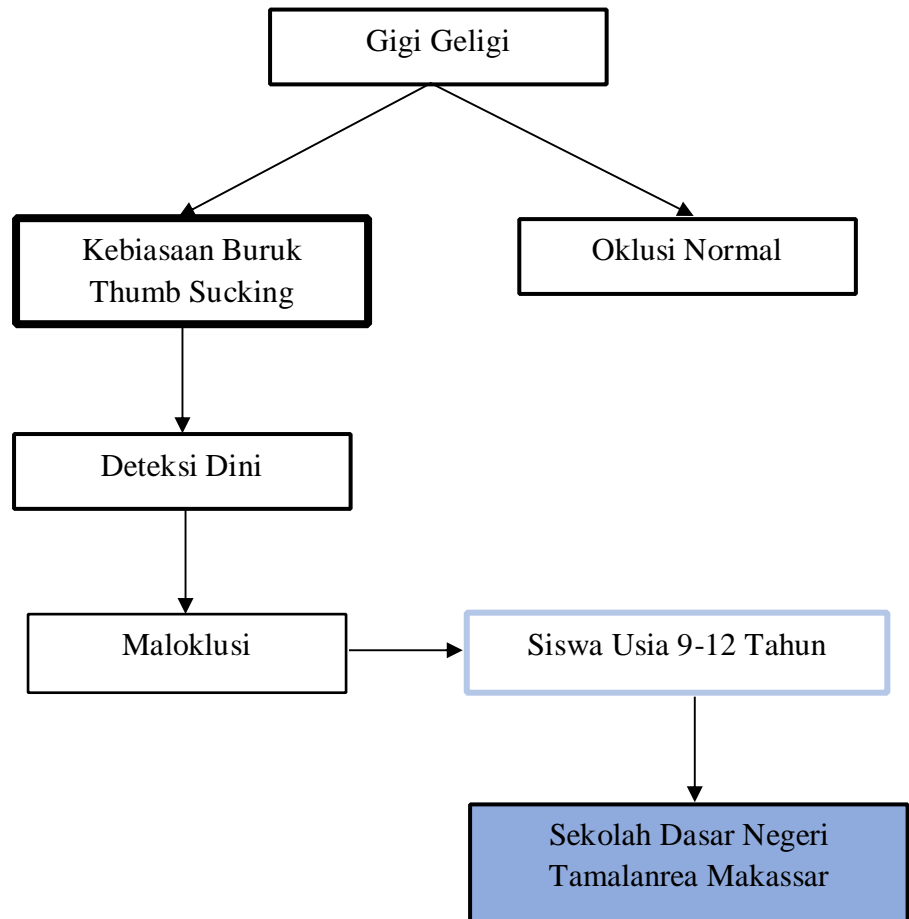 Gigi Geligi
Kebiasaan Buruk
Thumb Sucking
Oklusi Normal
Deteksi Dini
Maloklusi
Siswa Usia 9-12 Tahun
Sekolah Dasar Negeri
Tamalanrea Makassar